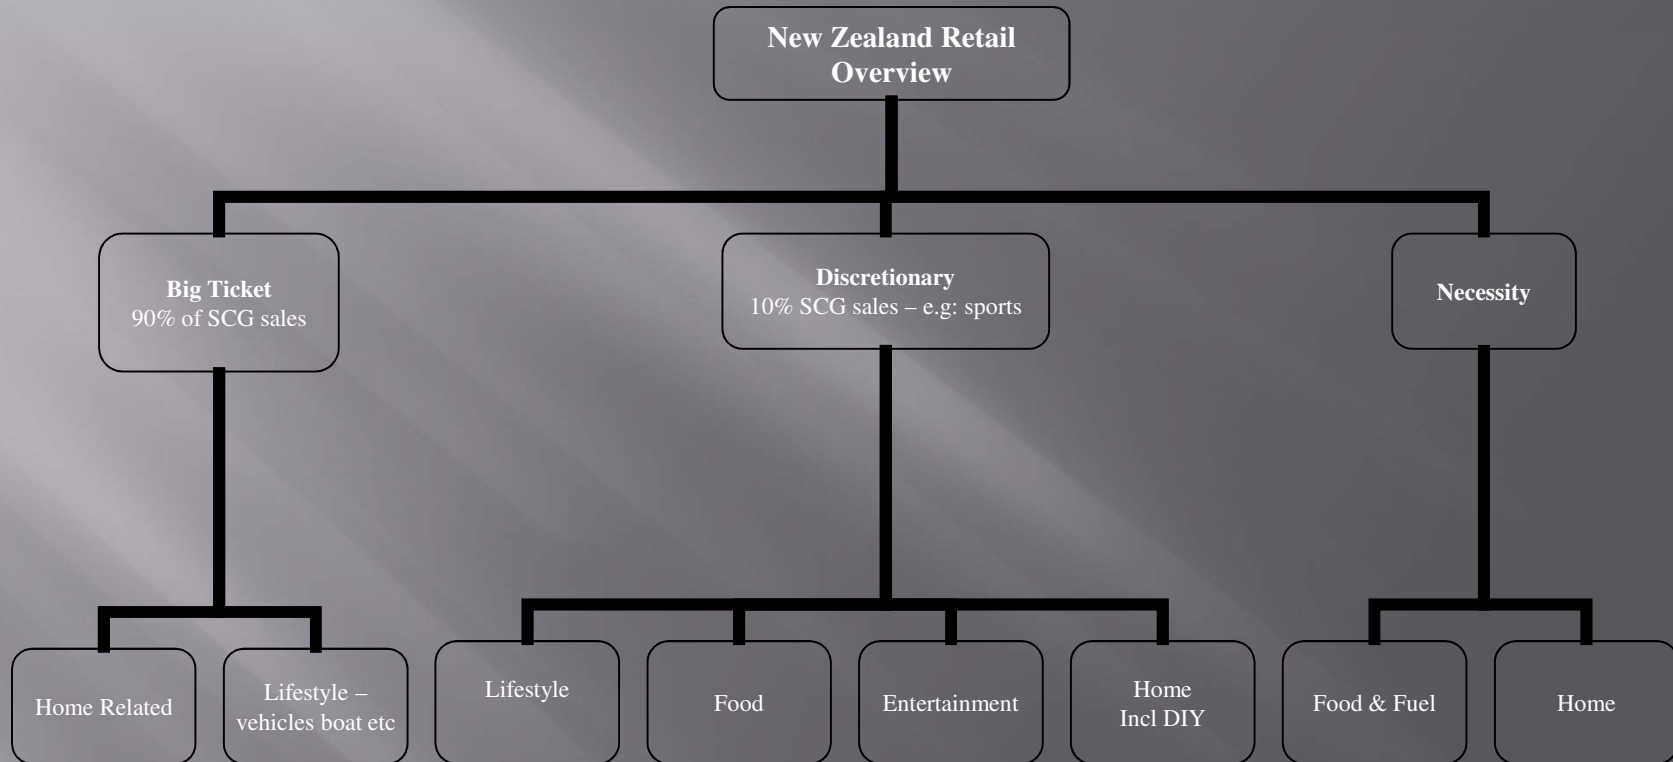 New Zealand Retail
Overview
Big Ticket
90% of SCG sales
Discretionary
10% SCG sales – e.g: sports
Necessity
Home Related
Lifestyle –
vehicles boat etc
Lifestyle
Food
Entertainment
Home
Incl DIY
Food & Fuel
Home